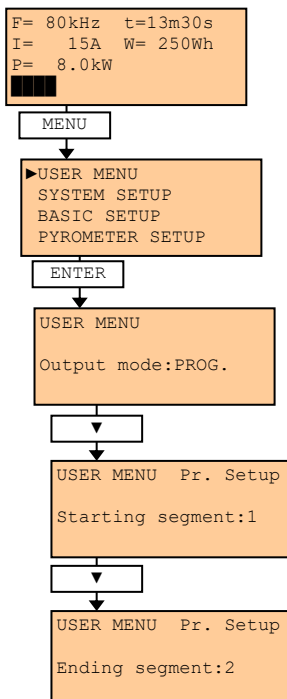 F= 80kHz t=13m30s
I= 15A W= 250Wh
P= 8.0kW
MENU
►USER MENU
SYSTEM SETUP
BASIC SETUP
PYROMETER SETUP
ENTER
USER MENU
Output mode:PROG.
▼
USER MENU Pr. Setup
Starting segment:1
▼
USER MENU Pr. Setup
Ending segment:2